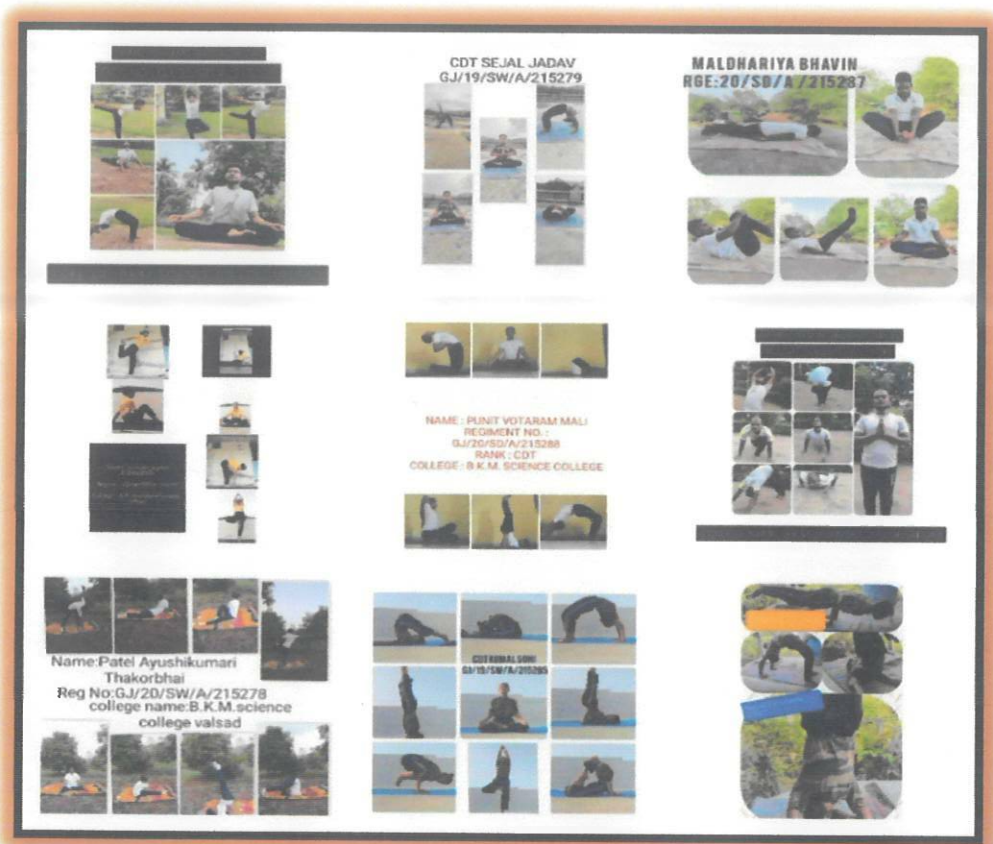 CDT SEJAL JADAV
GJ/19/SW/A/215279
MALDHARIYA BHAVIN
RGE:20/SD/A /215287
NAME : PUNIT VOTARAM MALI
REGIMENT NO. :
GJ/20/SD/A/215288
RANK : CDT
COLLEGE : B.K.M. SCIENCE COLLEGE
Name:Patel Ayushikumari
Thakorbhai
Reg No:GJ/20/SW/A/215278
college name:B.K.M.science
college valsad
SONI